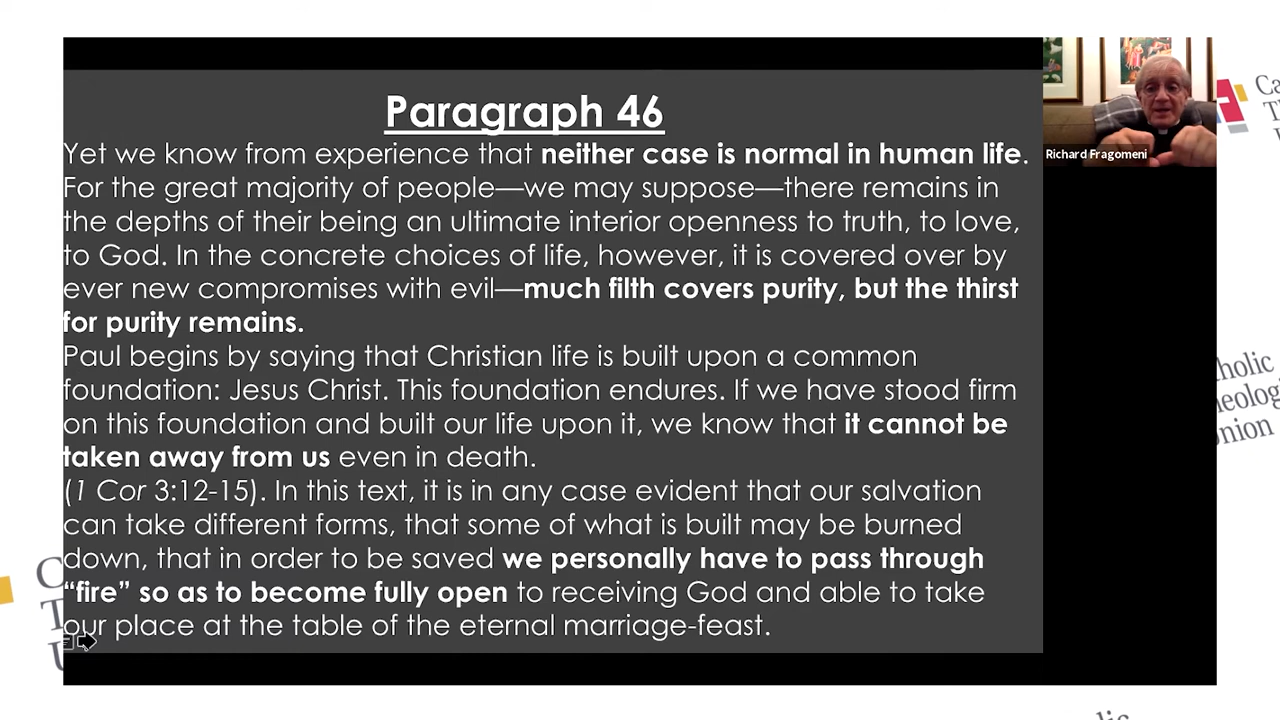 Paragraph 46
Yet we know from experience that neither case is normal in human life.
For the great majority of people—we may suppose—there remains in
the depths of their being an ultimate interior openness to truth, to love,
to God. In the concrete choices of life, however, it is covered over by
ever new compromises with evil—much filth covers purity, but the thirst
for purity remains.
Paul begins by saying that Christian life is built upon a common
foundation: Jesus Christ. This foundation endures. If we have stood firm
on this foundation and built our life upon it, we know that it cannot be
taken away from us even in death.
(1 Cor 3:12-15). In this text, it is in any case evident that our salvation
can take different forms, that some of what is built may be burned
down, that in order to be saved we personally have to pass through
“fire” so as to become fully open to receiving God and able to take
our place at the table of the eternal marriage-feast.
Richard Fragomeni
Ca
T
U
tholic
heologi
Union
C
T
U
lic